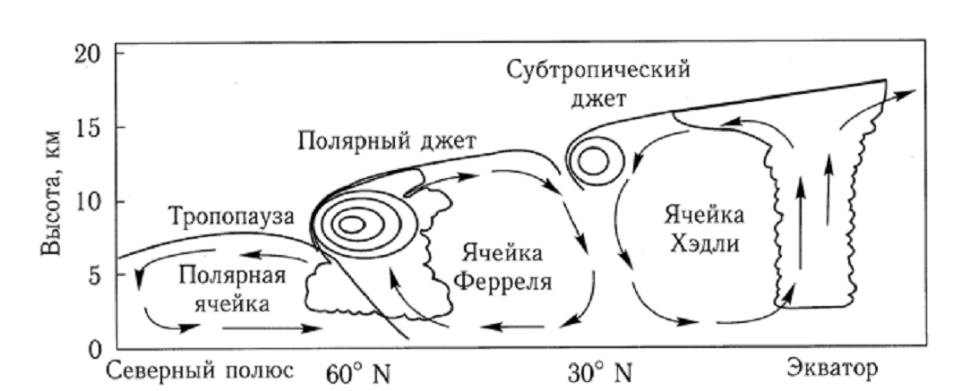 20
15
10
5
0
Высота, км
Субтропический
джет
Полярный джет
Тропопауза
Полярная
ячейка
Ячейка
Ферреля
Ячейка
Хэдли
Северный полюс
60° N
30° N
Экватор